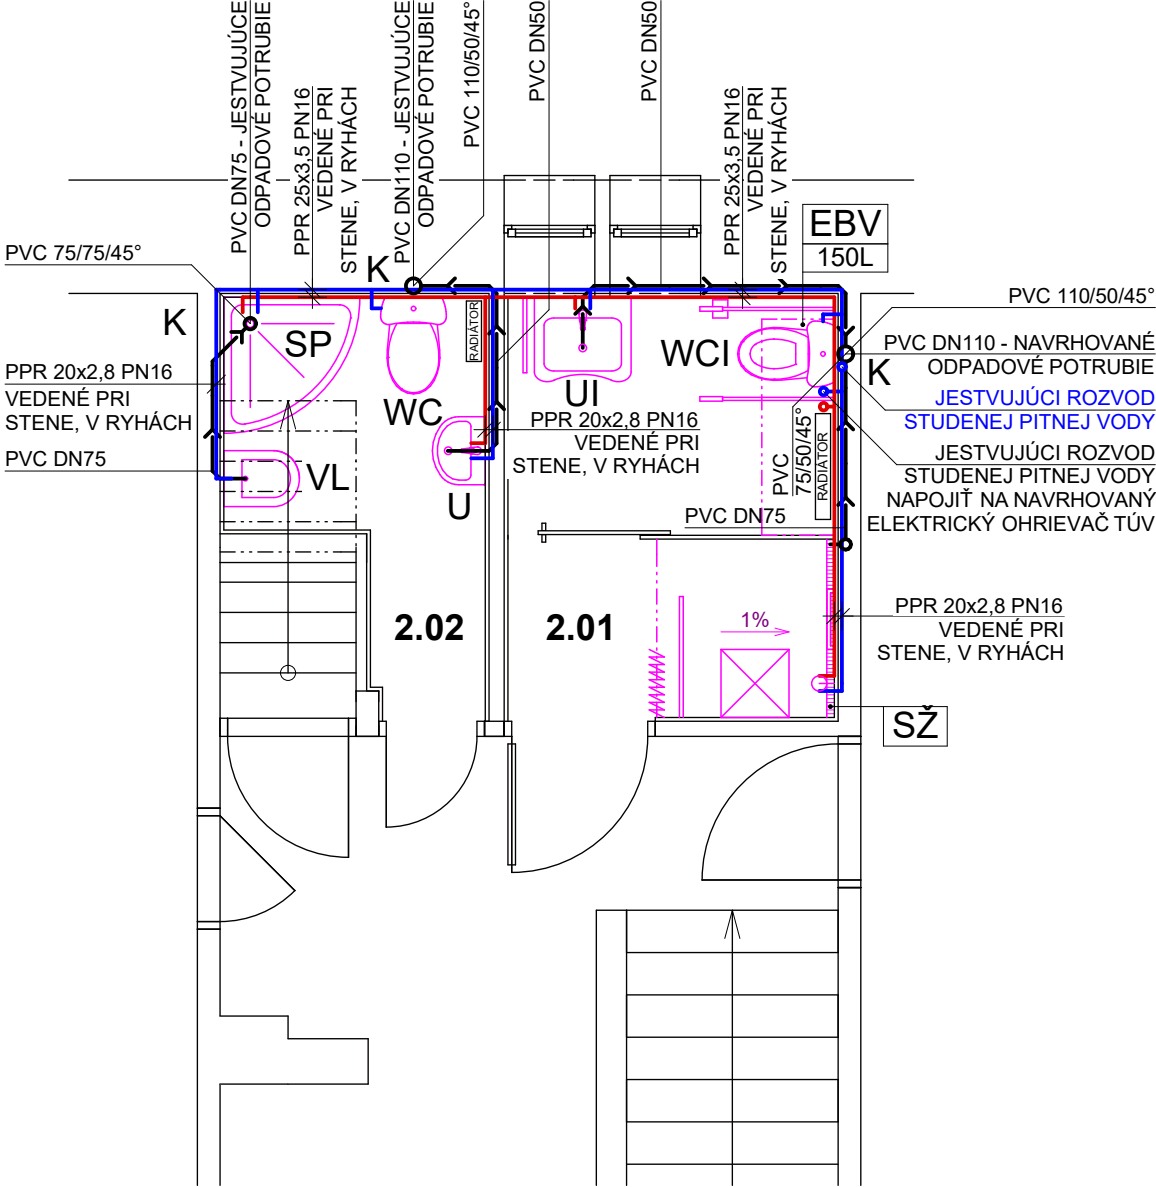 PVC DN75 - JESTVUJÚCE
ODPADOVÉ POTRUBIE
PPR 25x3,5 PN16
VEDENÉ PRI
STENE, V RYHÁCH
PVC DN110 - JESTVUJÚCE
ODPADOVÉ POTRUBIE
PVC 110/50/45°
PVC DN50
PVC DN50
PPR 25x3,5 PN16
VEDENÉ PRI
STENE, V RYHÁCH
EBV
150L
PVC 75/75/45°
K
K
SP
RADIÁTOR
WC
UI
WCI
PVC 110/50/45°
PVC DN110 - NAVRHOVANÉ
ODPADOVÉ POTRUBIE
K
JESTVUJÚCI ROZVOD
STUDENEJ PITNEJ VODY
PPR 20x2,8 PN16
VEDENÉ PRI
STENE, V RYHÁCH
PPR 20x2,8 PN16
VEDENÉ PRI
STENE, V RYHÁCH
PVC
75/50/45°
RADIÁTOR
JESTVUJÚCI ROZVOD
STUDENEJ PITNEJ VODY
NAPOJIŤ NA NAVRHOVANÝ
ELEKTRICKÝ OHRIEVAČ TÚV
PVC DN75
VL
U
PVC DN75
2.02
2.01
1%
PPR 20x2,8 PN16
VEDENÉ PRI
STENE, V RYHÁCH
SŽ